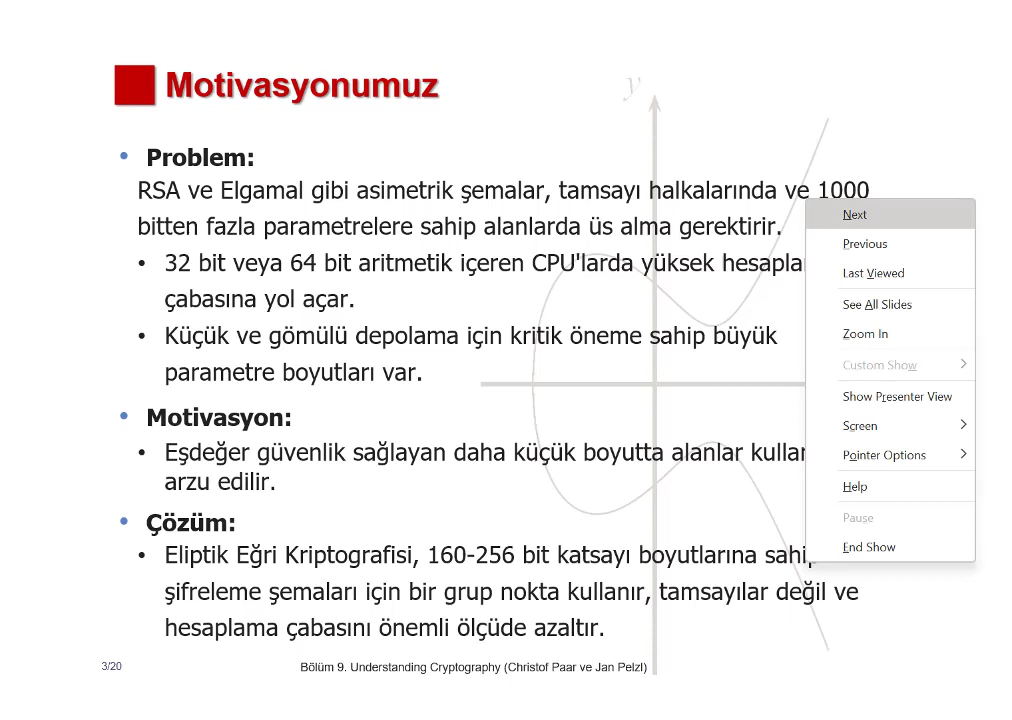 Motivasyonumuz
y
• Problem:
RSA ve Elgamal gibi asimetrik şemalar, tamsayı halkalarında ve 1000
bitten fazla parametrelere sahip alanlarda üs alma gerektirir.
• 32 bit veya 64 bit aritmetik içeren CPU'larda yüksek
çabasına yol açar.
• Küçük ve gömülü depolama için kritik öneme sahip büyük
parametre boyutları var.
• Motivasyon:
• Eşdeğer güvenlik sağlayan daha küçük boyutta alanlar
arzu edilir.
• Çözüm:
• Eliptik Eğri Kriptografisi, 160-256 bit katsayı boyutlarına sahip
şifreleme şemaları için bir grup nokta kullanır, tamsayılar değil ve
hesaplama çabasını önemli ölçüde azaltır.
3/20
Bölüm 9. Understanding Cryptography (Christof Paar ve Jan Pelzl)
Next
Previous
Last Viewed
See All Slides
Zoom In
Custom Show
Show Presenter View
Screen
Pointer Options
Help
Pause
End Show